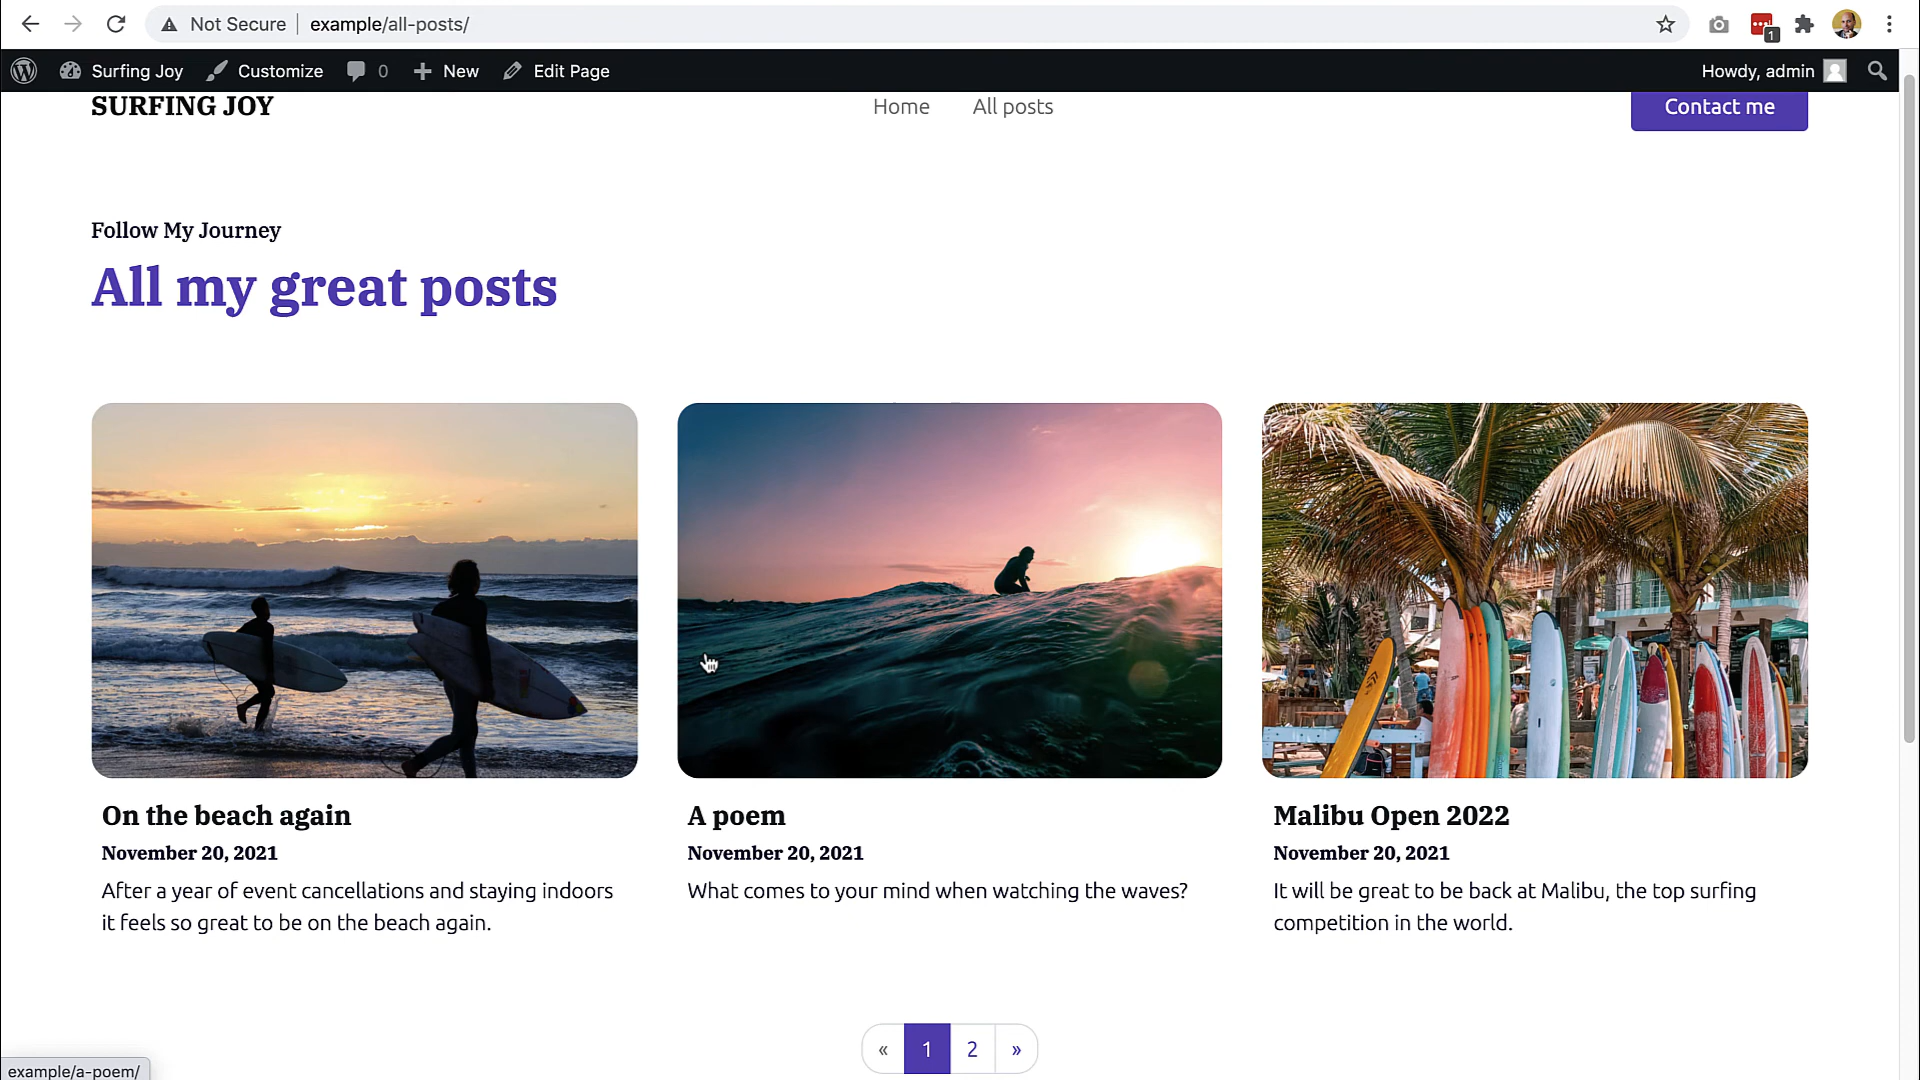 Not Secure
example/all-posts/
1
Surfing Joy
Customize
0
New
Edit Page
Howdy, admin
SURFING JOY
Home
All posts
Contact me
Follow My Journey
All my great posts
On the beach again
November 20, 2021
After a year of event cancellations and staying indoors
it feels so great to be on the beach again.
A poem
November 20, 2021
What comes to your mind when watching the waves?
Malibu Open 2022
November 20, 2021
It will be great to be back at Malibu, the top surfing
competition in the world.
« 1 2 »
example/a-poem/